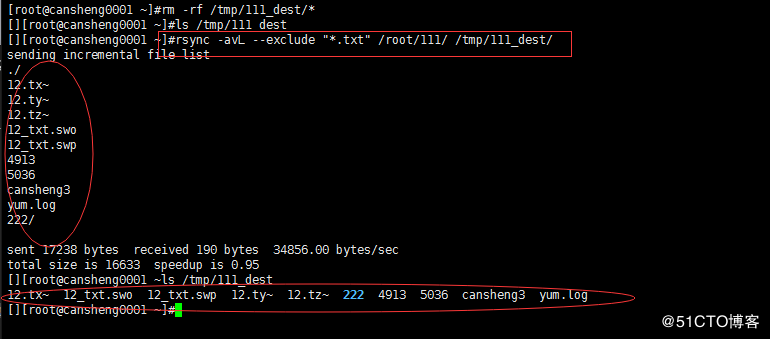 [root@cansheng0001 ~]#rm -rf /tmp/111_dest/*
[][root@cansheng0001 ~]#ls /tmp/111_dest
[][root@cansheng0001 ~]#rsync -avL --exclude "*.txt" /root/111/ /tmp/111_dest/
sending incremental file list
./
12.tx~
12.ty~
12.tz~
12_txt.swo
12_txt.swp
4913
5036
cansheng3
yum.log
222/
sent 17238 bytes  received 190 bytes  34856.00 bytes/sec
total size is 16633  speedup is 0.95
[][root@cansheng0001 ~ls /tmp/111_dest
12.tx~  12_txt.swo  12_txt.swp  12.ty~  12.tz~  222  4913  5036  cansheng3  yum.log
[][root@cansheng0001 ~]#
@51CTO博客